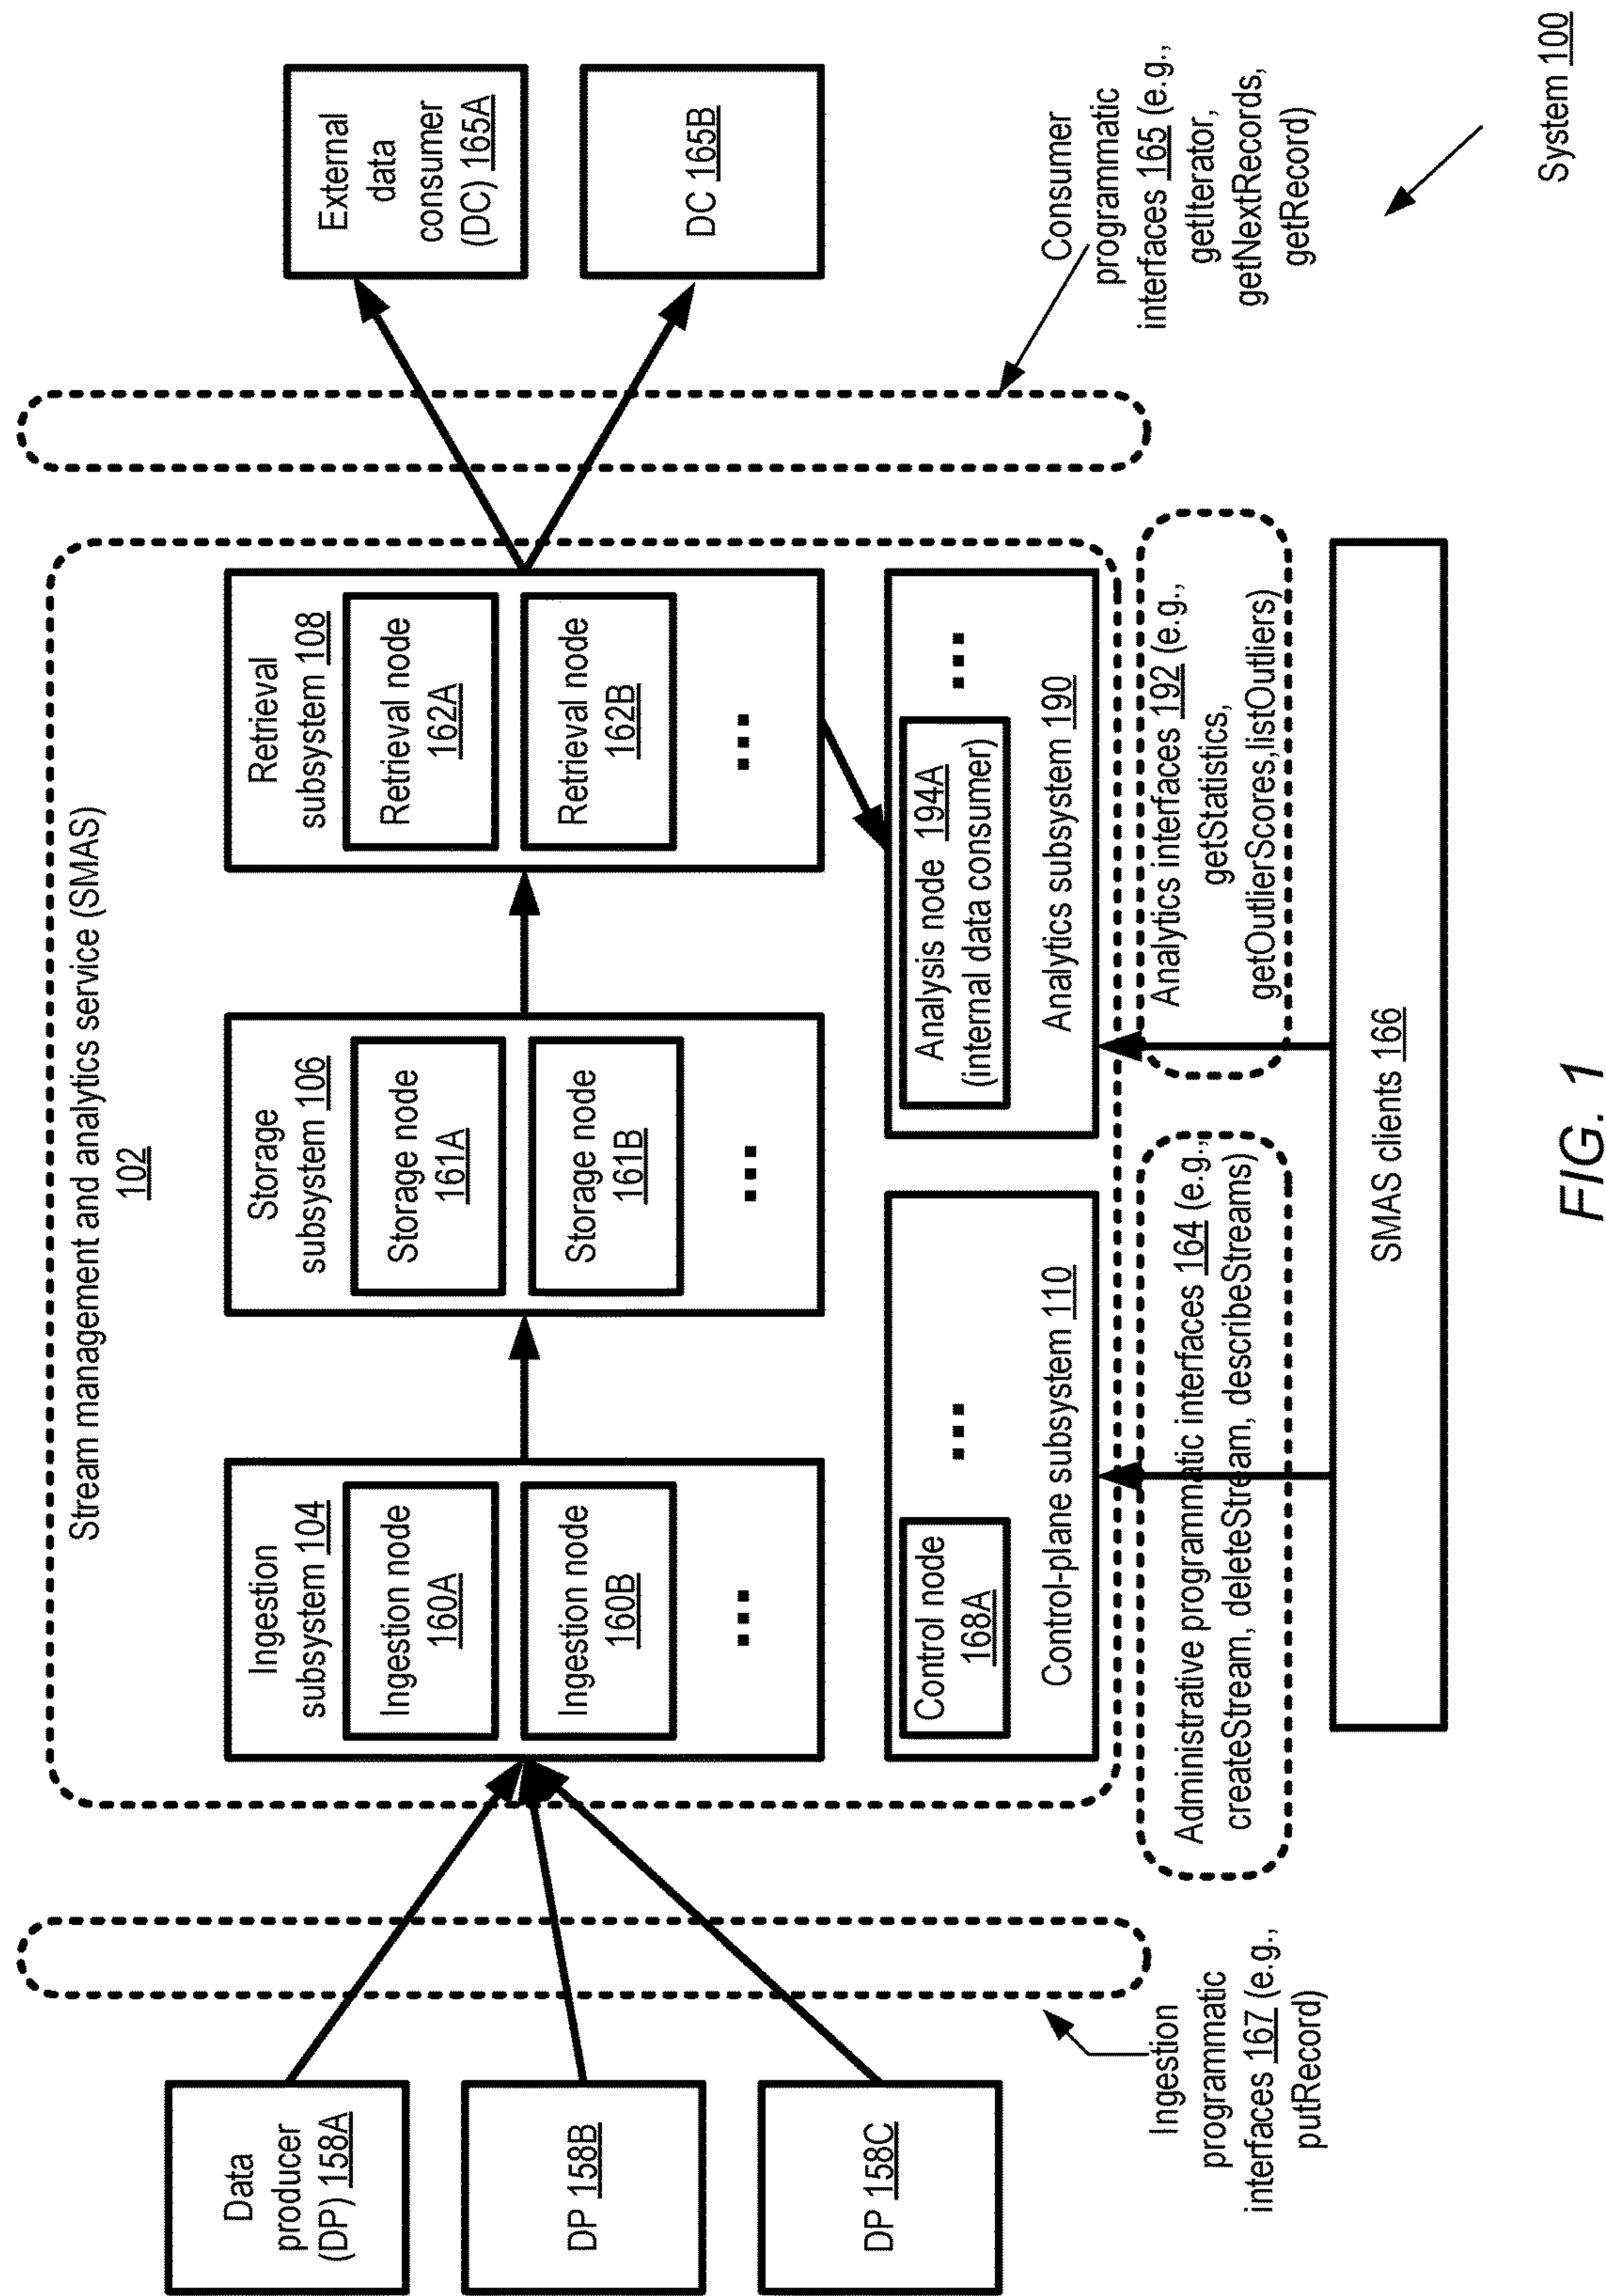 Stream management and analytics service (SMAS)
102
Data
producer
(DP) 158A
DP 158B
DP 158C
Ingestion
programmatic
interfaces 167 (e.g.,
putRecord)
Ingestion
subsystem 104
Ingestion node
160A
Ingestion node
160B
...
Storage
subsystem 106
Storage node
161A
Storage node
161B
...
Retrieval
subsystem 108
Retrieval node
162A
Retrieval node
162B
...
External
data
consumer
(DC) 165A
DC 165B
Consumer
programmatic
interfaces 165 (e.g.,
getIterator,
getNextRecords,
getRecord)
Control node
168A
...
Control-plane subsystem 110
Analysis node 194A
(internal data consumer)
...
Analytics subsystem 190
Administrative programmatic interfaces 164 (e.g.,
createStream, deleteStream, describeStreams)
Analytics interfaces 192 (e.g.,
getStatistics,
getOutlierScores,listOutliers)
SMAS clients 166
System 100
FIG. 1